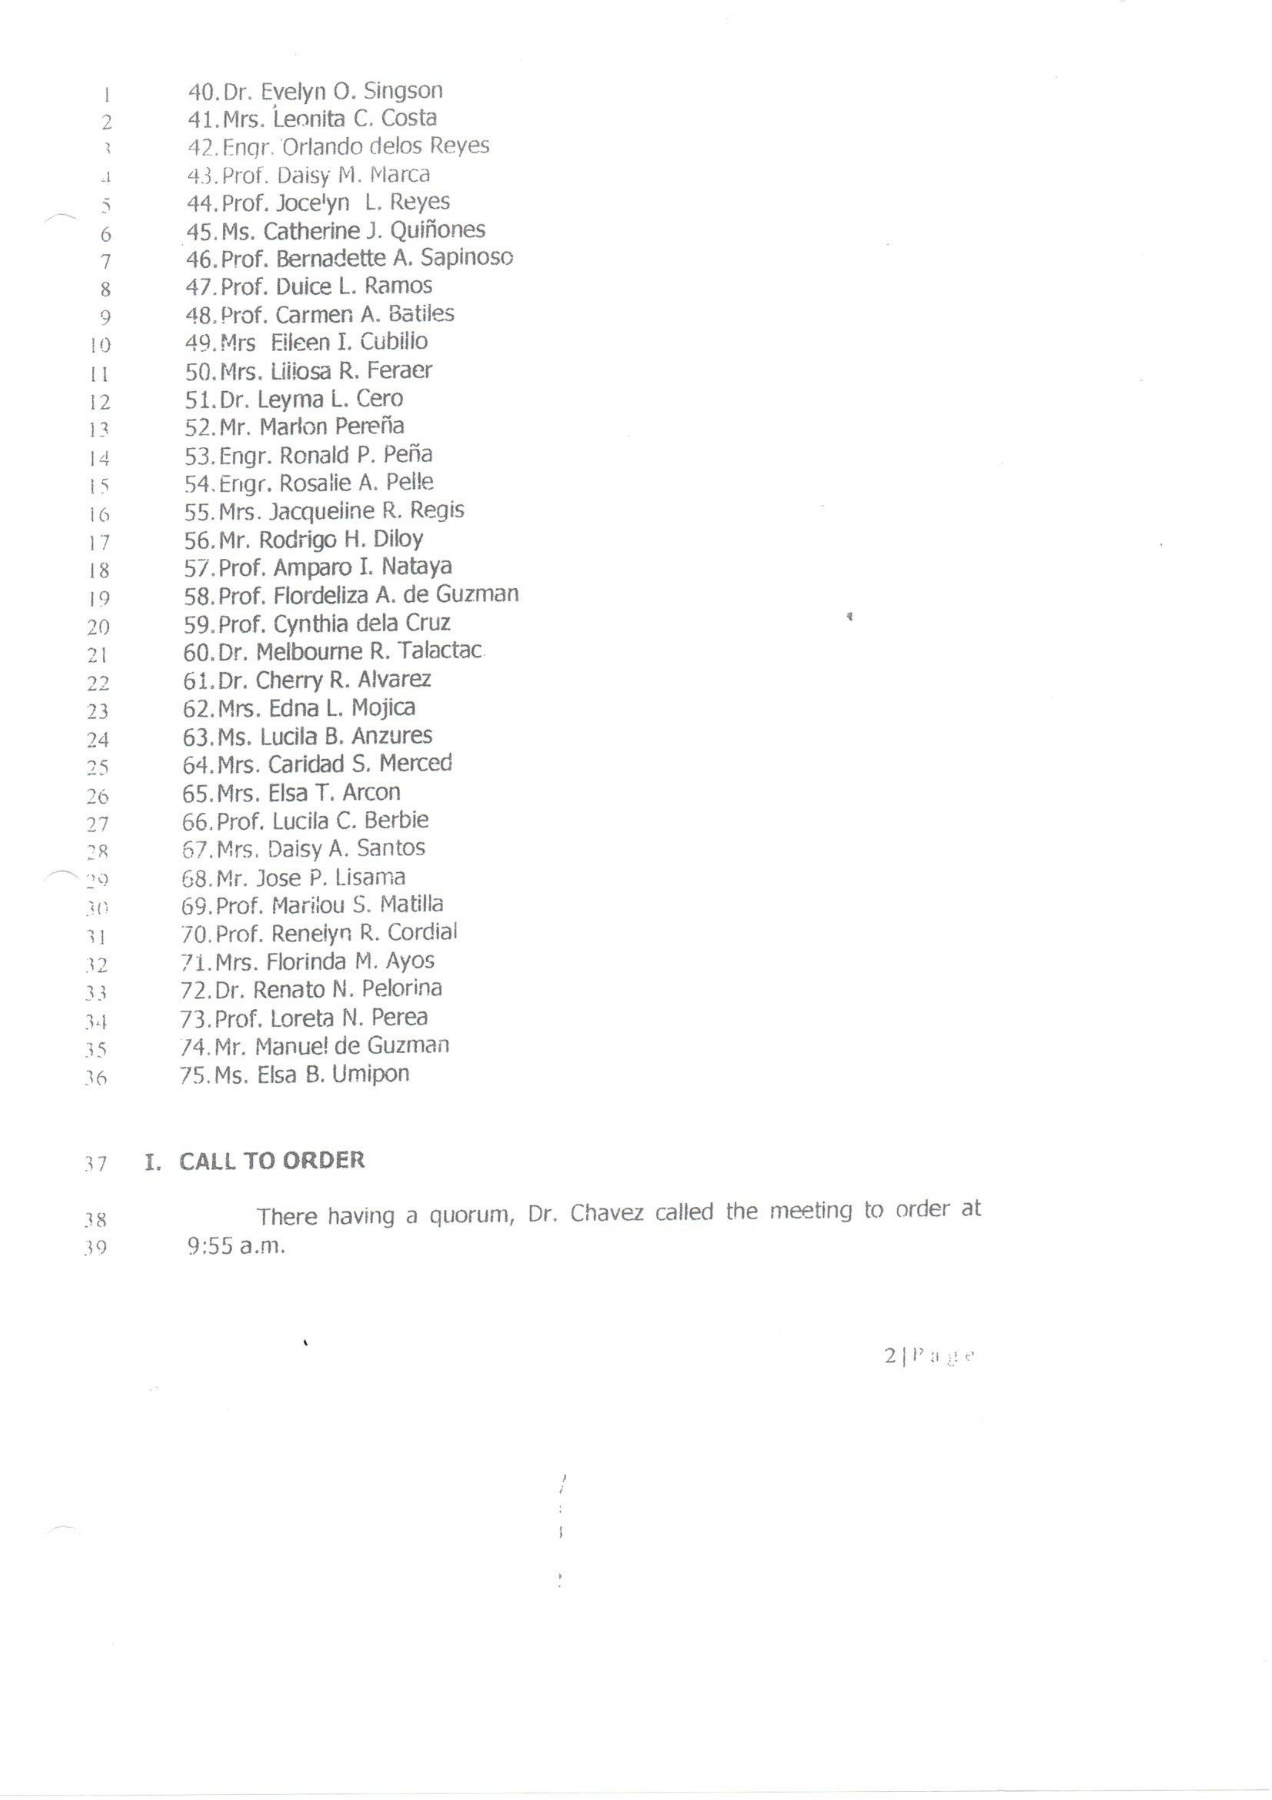 1 40. Dr. Evelyn O. Singson
2 41. Mrs. Leonita C. Costa
3 42. Engr. Orlando delos Reyes
4 43. Prof. Daisy M. Marca
5 44. Prof. Jocelyn L. Reyes
6 45. Ms. Catherine J. Quiñones
7 46. Prof. Bernadette A. Sapinoso
8 47. Prof. Dulce L. Ramos
9 48. Prof. Carmen A. Batiles
10 49. Mrs Eileen I. Cubillo
11 50. Mrs. Liliosa R. Feraer
12 51. Dr. Leyma L. Cero
13 52. Mr. Marlon Pereña
14 53. Engr. Ronald P. Peña
15 54. Engr. Rosalie A. Pelle
16 55. Mrs. Jacqueline R. Regis
17 56. Mr. Rodrigo H. Diloy
18 57. Prof. Amparo I. Nataya
19 58. Prof. Flordeliza A. de Guzman
20 59. Prof. Cynthia dela Cruz
21 60. Dr. Melbourne R. Talactac
22 61. Dr. Cherry R. Alvarez
23 62. Mrs. Edna L. Mojica
24 63. Ms. Lucila B. Anzures
25 64. Mrs. Caridad S. Merced
26 65. Mrs. Elsa T. Arcon
27 66. Prof. Lucila C. Berbie
28 67. Mrs. Daisy A. Santos
29 68. Mr. Jose P. Lisama
30 69. Prof. Marilou S. Matilla
31 70. Prof. Renelyn R. Cordial
32 71. Mrs. Florinda M. Ayos
33 72. Dr. Renato N. Pelorina
34 73. Prof. Loreta N. Perea
35 74. Mr. Manuel de Guzman
36 75. Ms. Elsa B. Umipon
37 I. CALL TO ORDER
38 There having a quorum, Dr. Chavez called the meeting to order at
39 9:55 a.m.
2 | P a g e